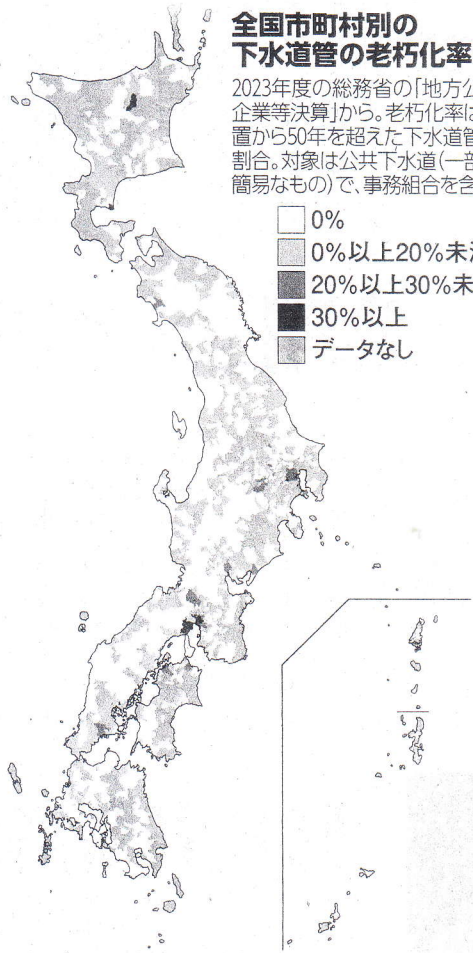 全国市町村別の
下水道管の老朽化率
2023年度の総務省の「地方公
企業等決算」から。老朽化率は
置から50年を超えた下水道管
割合。対象は公共下水道(一部
簡易なもの)で、事務組合を含
0%
0%以上20%未満
20%以上30%未
30%以上
データなし